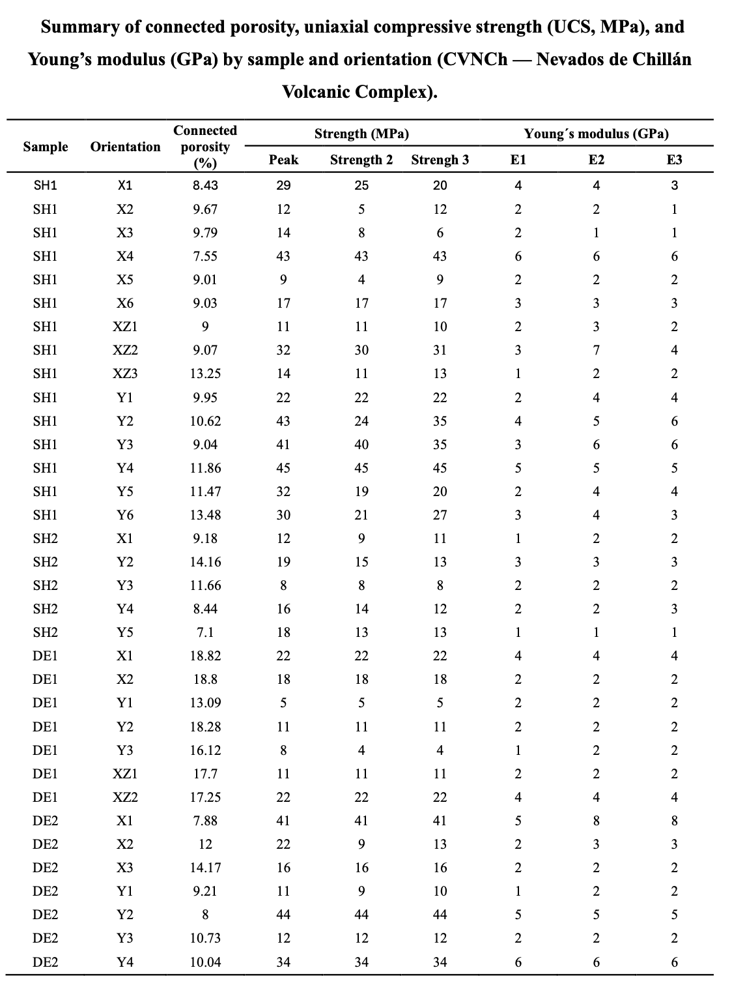 Summary of connected porosity, uniaxial compressive strength (UCS, MPa), and
Young’s modulus (GPa) by sample and orientation (CVNCh — Nevados de Chillán
Volcanic Complex).
Sample Orientation Connected porosity (%) Strength (MPa) Young´s modulus (GPa)
Peak Strength 2 Strengh 3 E1 E2 E3
SH1 X1 8.43 29 25 20 4 4 3
SH1 X2 9.67 12 5 12 2 2 1
SH1 X3 9.79 14 8 6 2 1 1
SH1 X4 7.55 43 43 43 6 6 6
SH1 X5 9.01 9 4 9 2 2 2
SH1 X6 9.03 17 17 17 3 3 3
SH1 XZ1 9 11 11 10 2 3 2
SH1 XZ2 9.07 32 30 31 3 7 4
SH1 XZ3 13.25 14 11 13 1 2 2
SH1 Y1 9.95 22 22 22 2 4 4
SH1 Y2 10.62 43 24 35 4 5 6
SH1 Y3 9.04 41 40 35 3 6 6
SH1 Y4 11.86 45 45 45 5 5 5
SH1 Y5 11.47 32 19 20 2 4 4
SH1 Y6 13.48 30 21 27 3 4 3
SH2 X1 9.18 12 9 11 1 2 2
SH2 Y2 14.16 19 15 13 3 3 3
SH2 Y3 11.66 8 8 8 2 2 2
SH2 Y4 8.44 16 14 12 2 2 3
SH2 Y5 7.1 18 13 13 1 1 1
DE1 X1 18.82 22 22 22 4 4 4
DE1 X2 18.8 18 18 18 2 2 2
DE1 Y1 13.09 5 5 5 2 2 2
DE1 Y2 18.28 11 11 11 2 2 2
DE1 Y3 16.12 8 4 4 1 2 2
DE1 XZ1 17.7 11 11 11 2 2 2
DE1 XZ2 17.25 22 22 22 4 4 4
DE2 X1 7.88 41 41 41 5 8 8
DE2 X2 12 22 9 13 2 3 3
DE2 X3 14.17 16 16 16 2 2 2
DE2 Y1 9.21 11 9 10 1 2 2
DE2 Y2 8 44 44 44 5 5 5
DE2 Y3 10.73 12 12 12 2 2 2
DE2 Y4 10.04 34 34 34 6 6 6